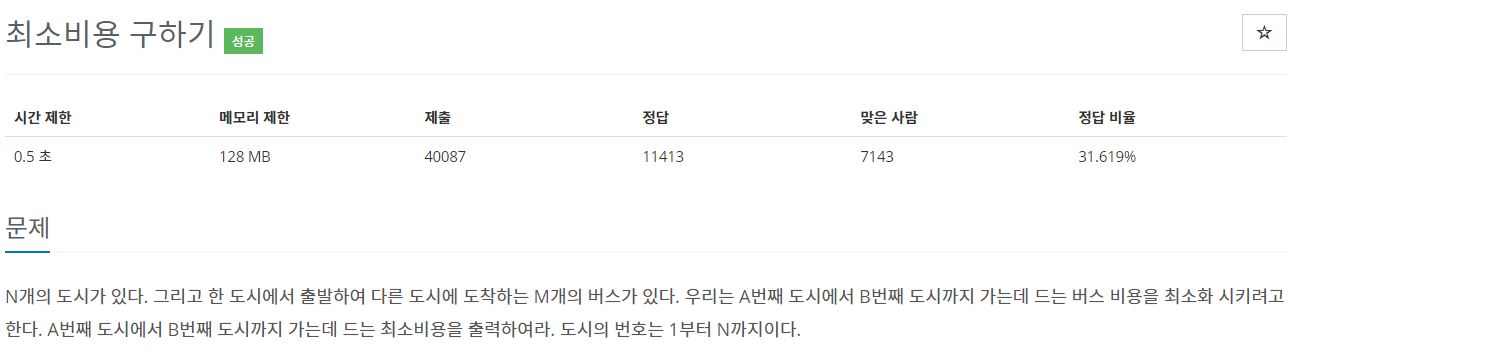 최소비용 구하기 성공
☆
시간 제한 메모리 제한 제출 정답 맞은 사람 정답 비율
0.5 초 128 MB 40087 11413 7143 31.619%
문제
N개의 도시가 있다. 그리고 한 도시에서 출발하여 다른 도시에 도착하는 M개의 버스가 있다. 우리는 A번째 도시에서 B번째 도시까지 가는데 드는 버스 비용을 최소화 시키려고
한다. A번째 도시에서 B번째 도시까지 가는데 드는 최소비용을 출력하여라. 도시의 번호는 1부터 N까지이다.